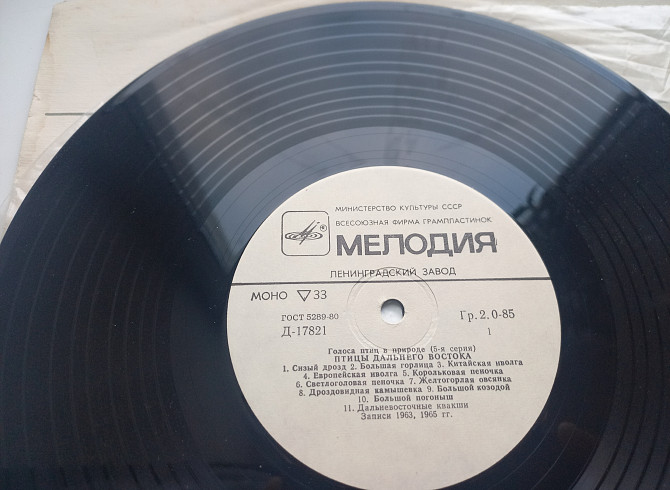 МИНИСТЕРСТВО КУЛЬТУРЫ СССР
ВСЕСОЮЗНАЯ ФИРМА ГРАМПЛАСТИНОК
МЕЛОДИЯ
ЛЕНИНГРАДСКИЙ ЗАВОД
МОНО ▽ 33
ГОСТ 5289-80
Гр. 2. 0-85
Д-17821
1
Голоса птиц в природе (5-я серия)
ПТИЦЫ ДАЛЬНЕГО ВОСТОКА
1. Сизый дрозд 2. Большая горлица 3. Китайская иволга
4. Европейская иволга 5. Корольковая пеночка
6. Светлоголовая пеночка 7. Желтогорлая овсянка
8. Дроздовидная камышевка 9. Большой козодой
10. Большой погоныш
11. Дальневосточные квакши
Записи 1963, 1965 гг.